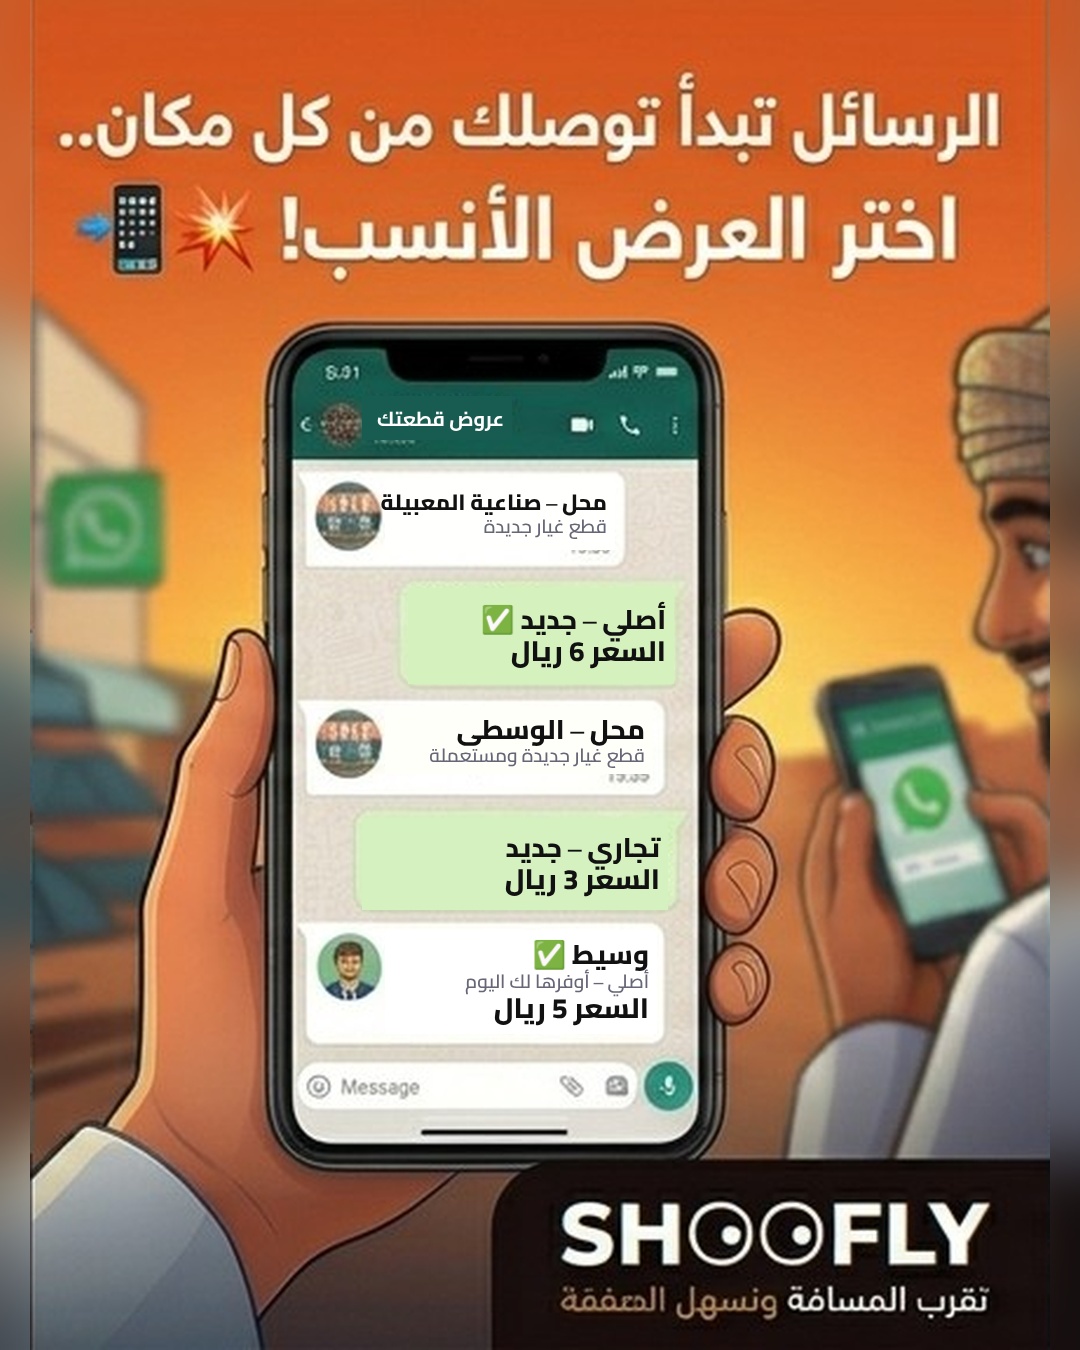 الرسائل تبدأ توصلك من كل مكان..
اختر العرض الأنسب! 💥📲
عروض قطعتك
محل – صناعية المعبيلة
قطع غيار جديدة
أصلي – جديد ✅
السعر 6 ريال
محل – الوسطى
قطع غيار جديدة ومستعملة
تجاري – جديد
السعر 3 ريال
وسيط ✅
أصلي – أوفرها لك اليوم
السعر 5 ريال
Message
SHOOFLY
تقرب المسافة ونسهل الصفقة